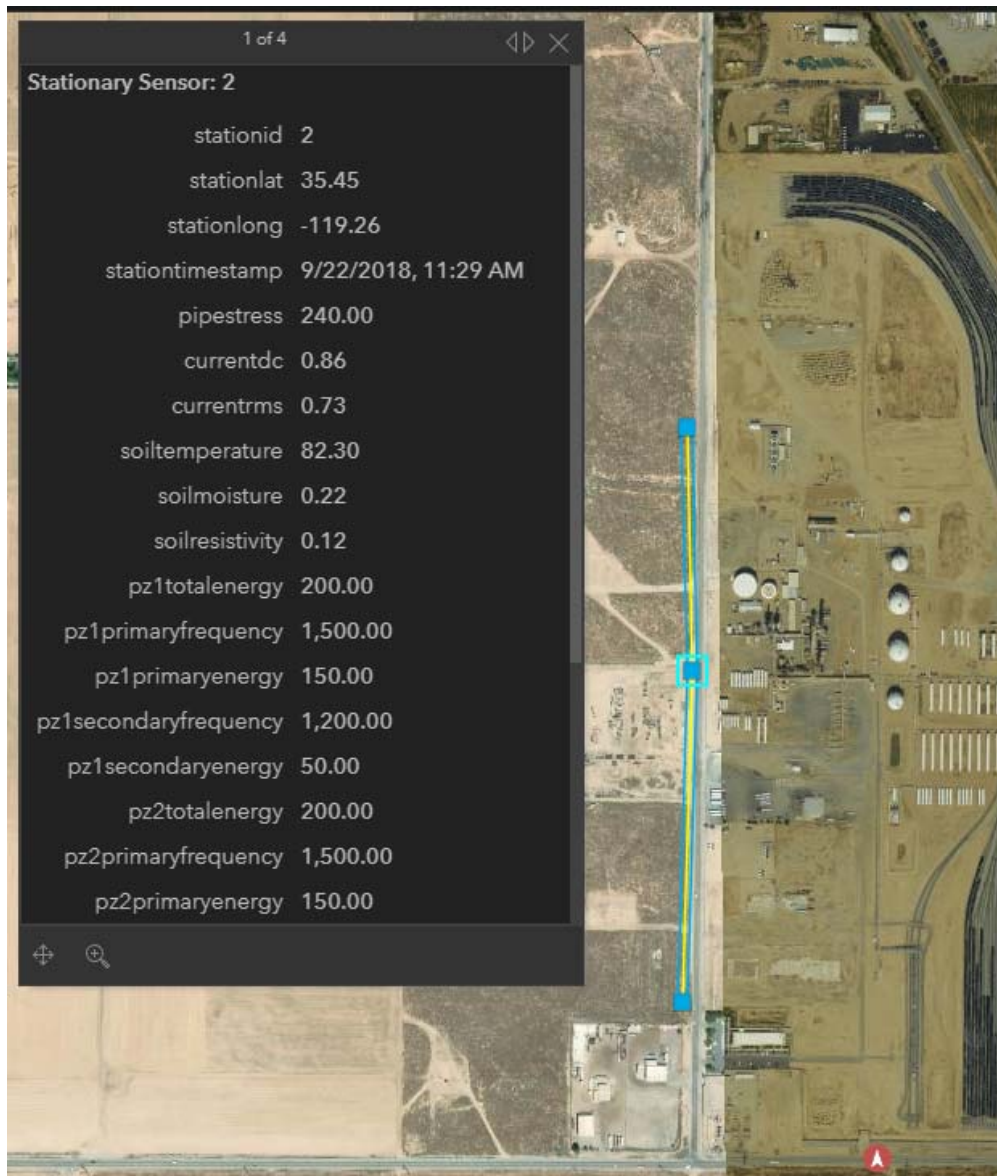 1 of 4
Stationary Sensor: 2
stationid 2
stationlat 35.45
stationlong -119.26
stationtimestamp 9/22/2018, 11:29 AM
pipestress 240.00
currentdc 0.86
currentrms 0.73
soiltemperature 82.30
soilmoisture 0.22
soilresistivity 0.12
pz1totalenergy 200.00
pz1primaryfrequency 1,500.00
pz1primaryenergy 150.00
pz1secondaryfrequency 1,200.00
pz1secondaryenergy 50.00
pz2totalenergy 200.00
pz2primaryfrequency 1,500.00
pz2primaryenergy 150.00